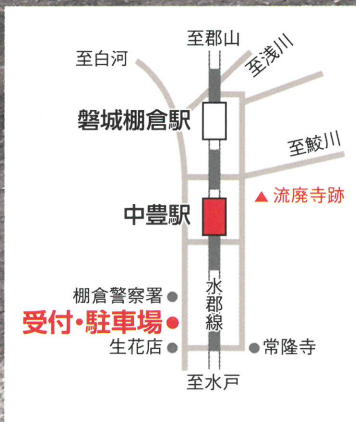 至郡山
至白河
至浅川
磐城棚倉駅
至鮫川
▲ 流廃寺跡
中豊駅
水郡線
棚倉警察署
受付・駐車場
生花店
常隆寺
至水戸